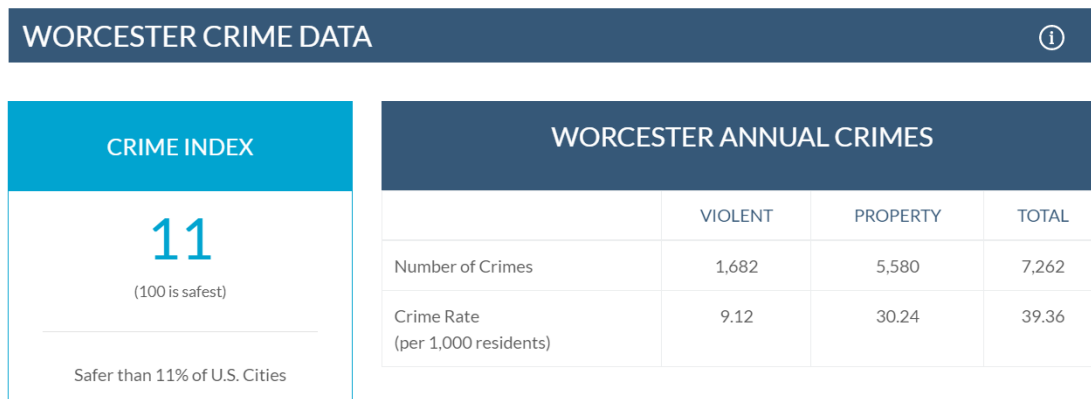 WORCESTER CRIME DATA
CRIME INDEX
11
(100 is safest)
Safer than 11% of U.S. Cities
WORCESTER ANNUAL CRIMES
VIOLENT PROPERTY TOTAL
Number of Crimes 1,682 5,580 7,262
Crime Rate 9.12 30.24 39.36
(per 1,000 residents)